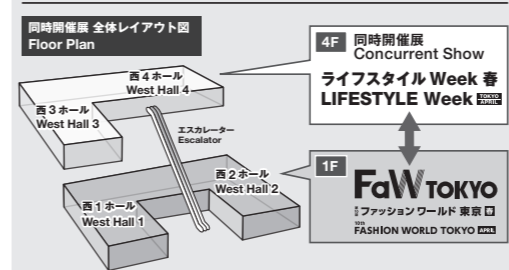 同時開催展 全体レイアウト図
Floor Plan
4F 同時開催展
Concurrent Show
ライフスタイル Week 春
LIFESTYLE Week TOKYO APRIL
西4ホール
West Hall 4
西3ホール
West Hall 3
エスカレーター
Escalator
1F
西2ホール
West Hall 2
西1ホール
West Hall 1
FaW TOKYO
ファッション ワールド 東京 春
10th
FASHION WORLD TOKYO APRIL